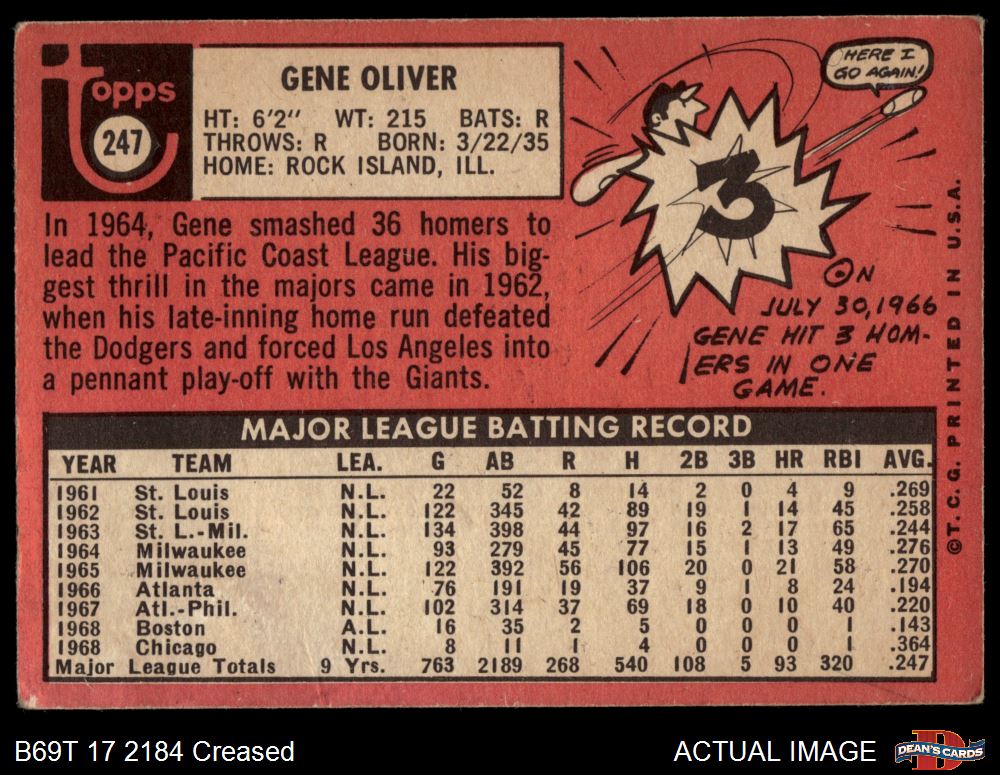 Topps
247
GENE OLIVER
HT: 6'2" WT: 215 BATS: R
THROWS: R BORN: 3/22/35
HOME: ROCK ISLAND, ILL.
In 1964, Gene smashed 36 homers to
lead the Pacific Coast League. His big-
gest thrill in the majors came in 1962,
when his late-inning home run defeated
the Dodgers and forced Los Angeles into
a pennant play-off with the Giants.
HERE I
GO AGAIN!
3
ON
JULY 30, 1966
GENE HIT 3 HOM-
ERS IN ONE
GAME.
MAJOR LEAGUE BATTING RECORD
YEAR TEAM LEA. G AB R H 2B 3B HR RBI AVG.
1961 St. Louis N.L. 22 52 8 14 2 0 4 9 .269
1962 St. Louis N.L. 122 345 42 89 19 1 14 45 .258
1963 St. L.-Mil. N.L. 134 398 44 97 16 2 17 65 .244
1964 Milwaukee N.L. 93 279 45 77 15 1 13 49 .276
1965 Milwaukee N.L. 122 392 56 106 20 0 21 58 .270
1966 Atlanta N.L. 76 191 19 37 9 1 8 24 .194
1967 Atl.-Phil. N.L. 102 314 37 69 18 0 10 40 .220
1968 Boston A.L. 16 35 2 5 0 0 0 1 .143
1968 Chicago N.L. 8 11 1 4 0 0 0 1 .364
Major League Totals 9 Yrs. 763 2189 268 540 108 5 93 320 .247
©T.C.G. PRINTED IN U.S.A.
B69T 17 2184 Creased
ACTUAL IMAGE
D
DEAN'S CARDS